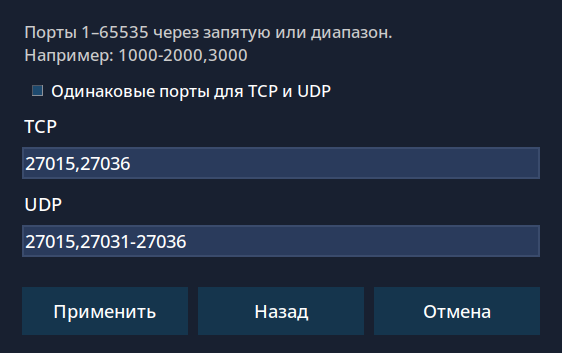 Порты 1–65535 через запятую или диапазон.
Например: 1000-2000,3000
Одинаковые порты для TCP и UDP
TCP
27015,27036
UDP
27015,27031-27036
Применить Назад Отмена